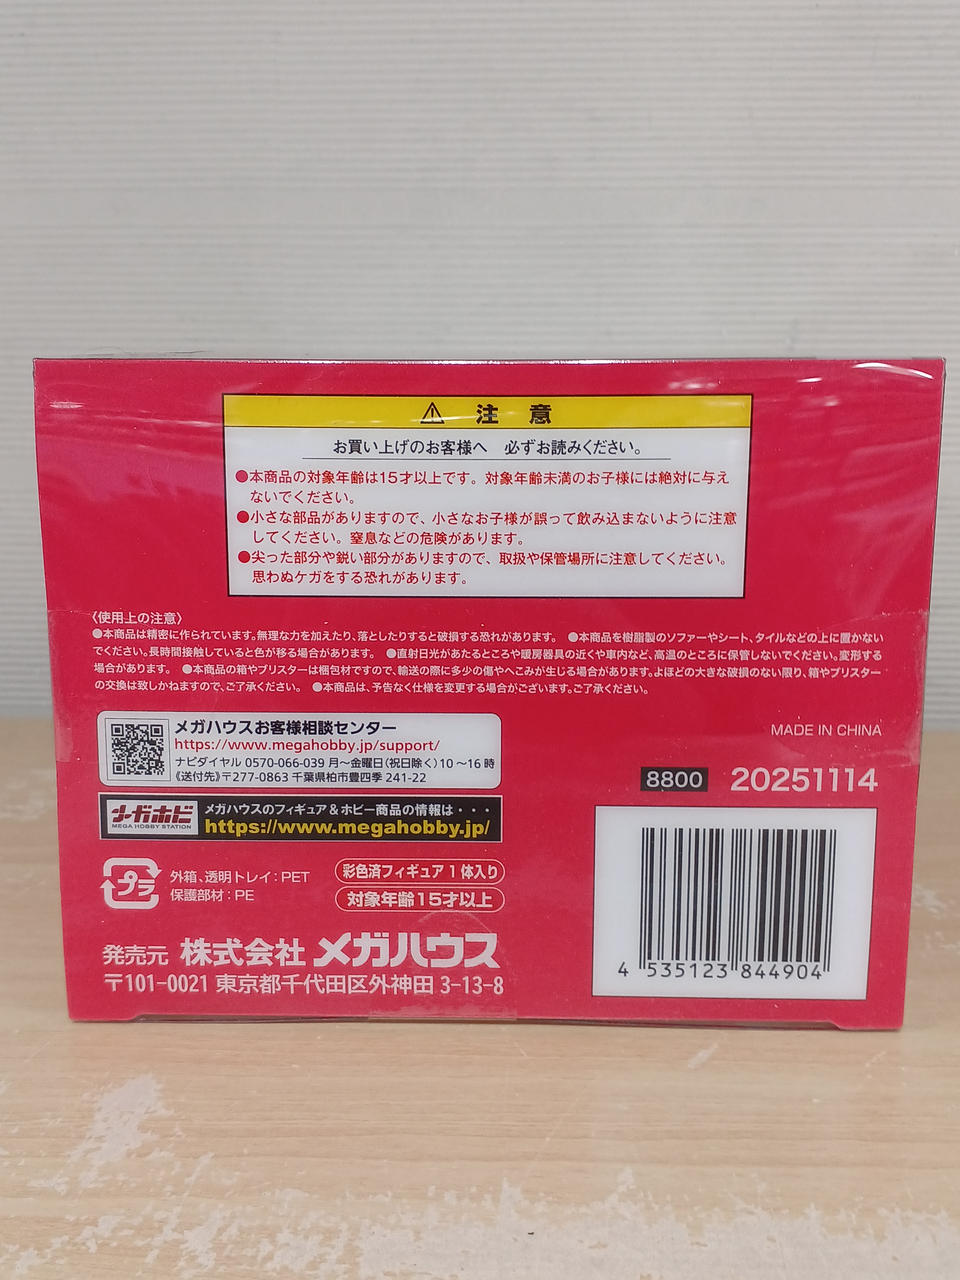 ⚠ 注意
お買い上げのお客様へ 必ずお読みください。
●本商品の対象年齢は15才以上です。対象年齢未満のお子様には絶対に与え
ないでください。
●小さな部品がありますので、小さなお子様が誤って飲み込まないように注意
してください。窒息などの危険があります。
●尖った部分や鋭い部分がありますので、取扱や保管場所に注意してください。
思わぬケガをする恐れがあります。
〈使用上の注意〉
●本商品は精密に作られています。無理な力を加えたり、落としたりすると破損する恐れがあります。 ●本商品を樹脂製のソファーやシート、タイルなどの上に置かない
でください。長時間接触していると色が移る場合があります。 ●直射日光があたるところや暖房器具の近くや車内など、高温のところに保管しないでください。変形する
場合があります。 ●本商品の箱やブリスターは梱包材ですので、輸送の際に多少の傷やへこみが生じる場合があります。よほどの大きな破損のない限り、箱やブリスター
の交換は致しかねますので、ご了承ください。 ●本商品は、予告なく仕様を変更する場合がございます。ご了承ください。
メガハウスお客様相談センター
https://www.megahobby.jp/support/
ナビダイヤル 0570-066-039 月〜金曜日(祝日除く)10〜16時
《送付先》〒277-0863 千葉県柏市豊四季 241-22
MADE IN CHINA
8800 20251114
メガホビ
MEGA HOBBY STATION
メガハウスのフィギュア&ホビー商品の情報は・・・
https://www.megahobby.jp/
プラ
外箱、透明トレイ:PET
保護部材:PE
彩色済フィギュア1体入り
対象年齢15才以上
発売元 株式会社 メガハウス
〒101-0021 東京都千代田区外神田 3-13-8
4 535123 844904